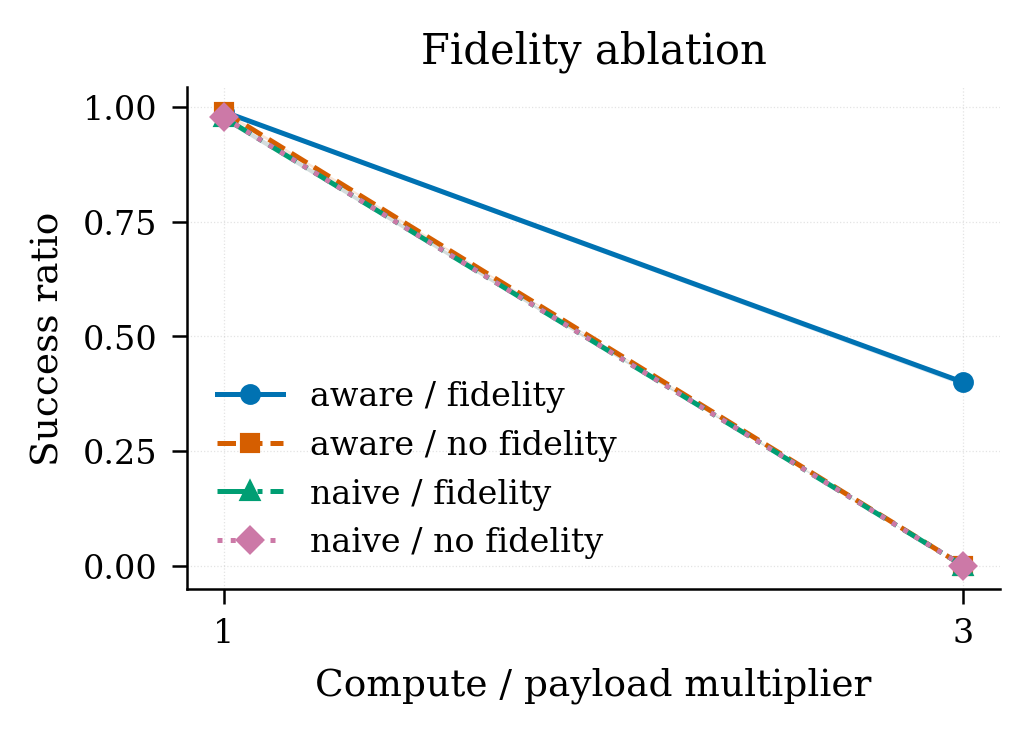 Fidelity ablation
Success ratio
1.00
0.75
0.50
0.25
0.00
aware / fidelity
aware / no fidelity
naive / fidelity
naive / no fidelity
1
3
Compute / payload multiplier